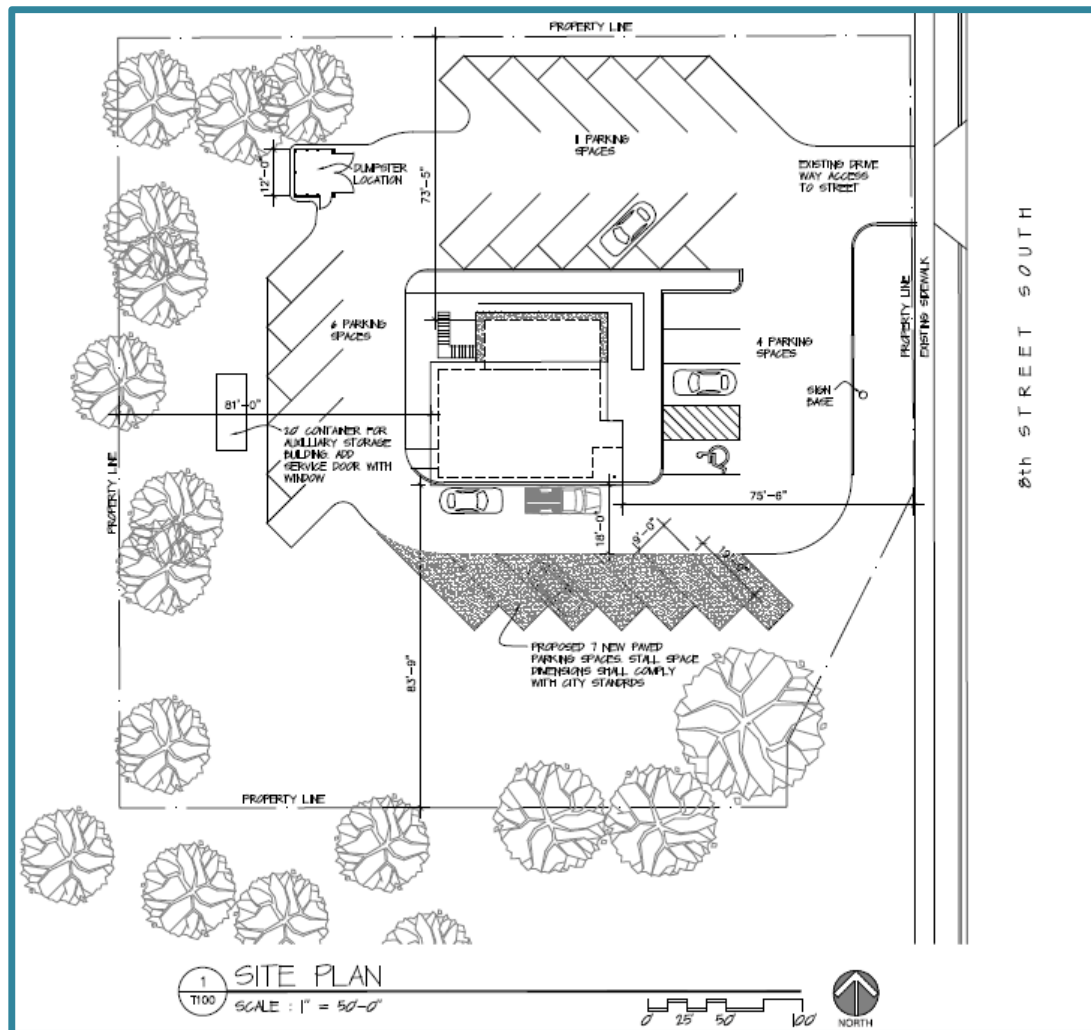 PROPERTY LINE
11 PARKING
SPACES
DUMPSTER
LOCATION
12'-0"
73'-5"
EXISTING DRIVE
WAY ACCESS
TO STREET
8th STREET SOUTH
PROPERTY LINE
EXISTING SIDEWALK
6 PARKING
SPACES
4 PARKING
SPACES
SIGN
BASE
81'-0"
20' CONTAINER FOR
AUXILLIARY STORAGE
BUILDING. ADD
SERVICE DOOR WITH
WINDOW
PROPERTY LINE
75'-6"
18'-0"
9'-0"
PROPOSED 7 NEW PAVED
PARKING SPACES. STALL SPACE
DIMENSIONS SHALL COMPLY
WITH CITY STANDRDS
83'-9"
PROPERTY LINE
1
T100
SITE PLAN
SCALE : 1" = 50'-0"
0' 25' 50' 100'
NORTH